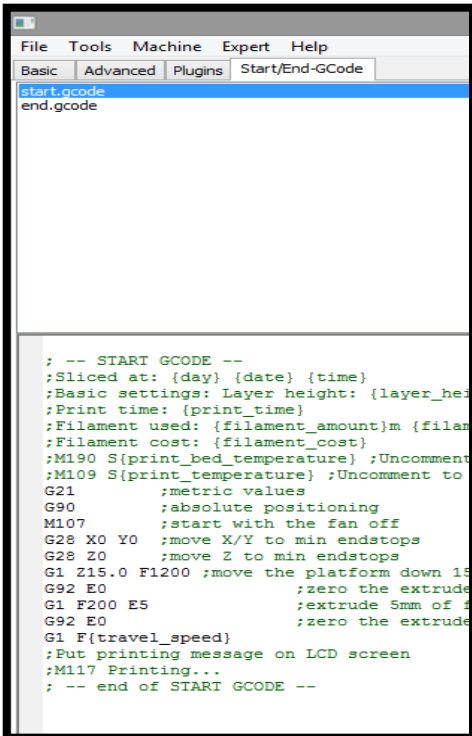 File Tools Machine Expert Help
Basic Advanced Plugins Start/End-GCode
start.gcode
end.gcode
; -- START GCODE --
;Sliced at: {day} {date} {time}
;Basic settings: Layer height: {layer_hei
;Print time: {print_time}
;Filament used: {filament_amount}m {filam
;Filament cost: {filament_cost}
;M190 S{print_bed_temperature} ;Uncomment
;M109 S{print_temperature} ;Uncomment to
G21 ;metric values
G90 ;absolute positioning
M107 ;start with the fan off
G28 X0 Y0 ;move X/Y to min endstops
G28 Z0 ;move Z to min endstops
G1 Z15.0 F1200 ;move the platform down 15
G92 E0 ;zero the extrude
G1 F200 E5 ;extrude 5mm of f
G92 E0 ;zero the extrude
G1 F{travel_speed}
;Put printing message on LCD screen
;M117 Printing...
; -- end of START GCODE --